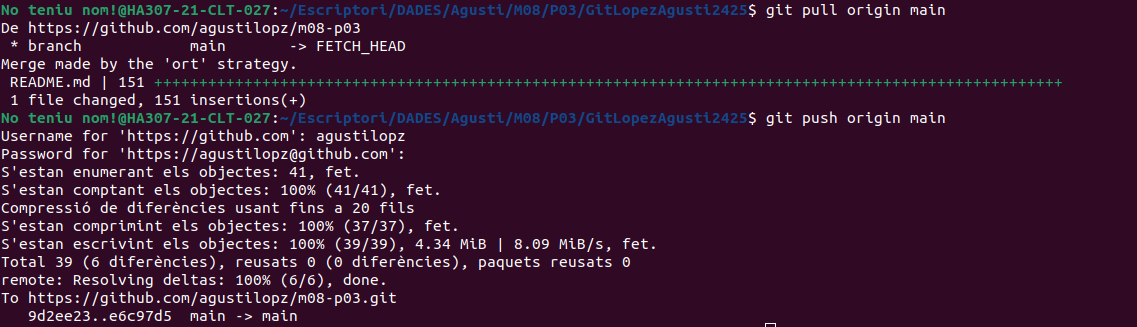 No teniu nom!@HA307-21-CLT-027:~/Escriptori/DADES/Agusti/M08/P03/GitLopezAgusti2425$ git pull origin main
De https://github.com/agustilopz/m08-p03
 * branch            main       -> FETCH_HEAD
Merge made by the 'ort' strategy.
 README.md | 151 +++++++++++++++++++++++++++++++++++++++++++++++++++++++++++++++++++++++++++++++++++++++++++++++++++++
 1 file changed, 151 insertions(+)
No teniu nom!@HA307-21-CLT-027:~/Escriptori/DADES/Agusti/M08/P03/GitLopezAgusti2425$ git push origin main
Username for 'https://github.com': agustilopz
Password for 'https://agustilopz@github.com':
S'estan enumerant els objectes: 41, fet.
S'estan comptant els objectes: 100% (41/41), fet.
Compressió de diferències usant fins a 20 fils
S'estan comprimint els objectes: 100% (37/37), fet.
S'estan escrivint els objectes: 100% (39/39), 4.34 MiB | 8.09 MiB/s, fet.
Total 39 (6 diferències), reusats 0 (0 diferències), paquets reusats 0
remote: Resolving deltas: 100% (6/6), done.
To https://github.com/agustilopz/m08-p03.git
   9d2ee23..e6c97d5  main -> main